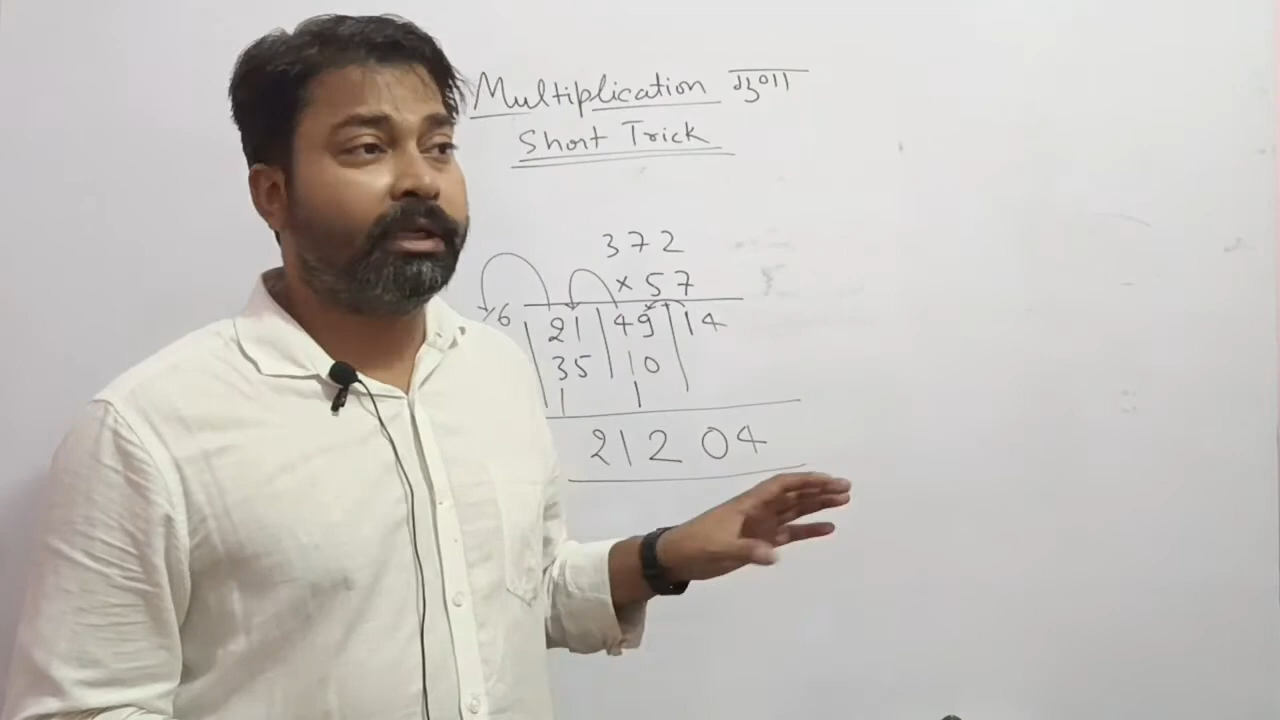 Multiplication गुणा
Short Trick
372
× 57
6 | 21 | 49 | 14
35 | 10 |
1 1
21204